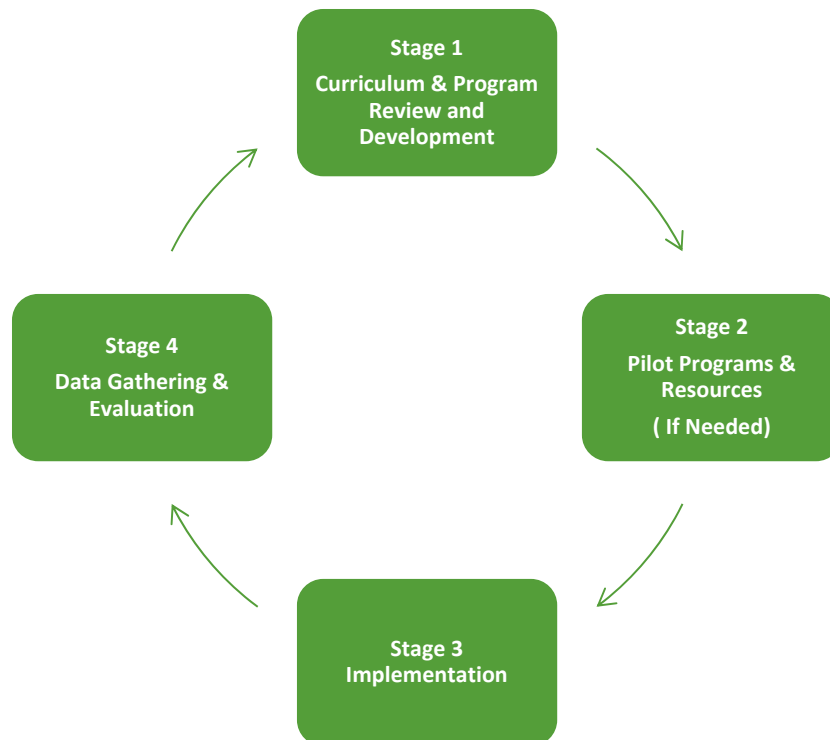 Stage 1
Curriculum & Program
Review and
Development
Stage 2
Pilot Programs &
Resources
( If Needed)
Stage 3
Implementation
Stage 4
Data Gathering &
Evaluation